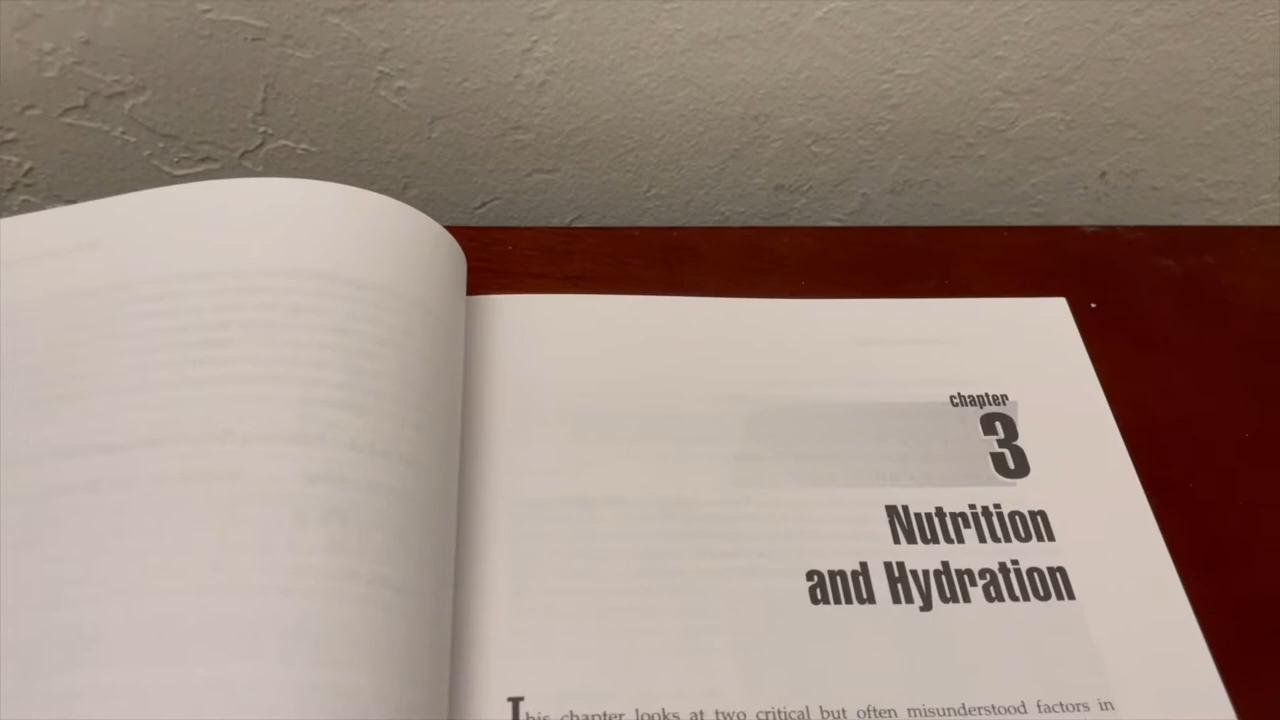 chapter
3
Nutrition
and Hydration
This chapter looks at two critical but often misunderstood factors in